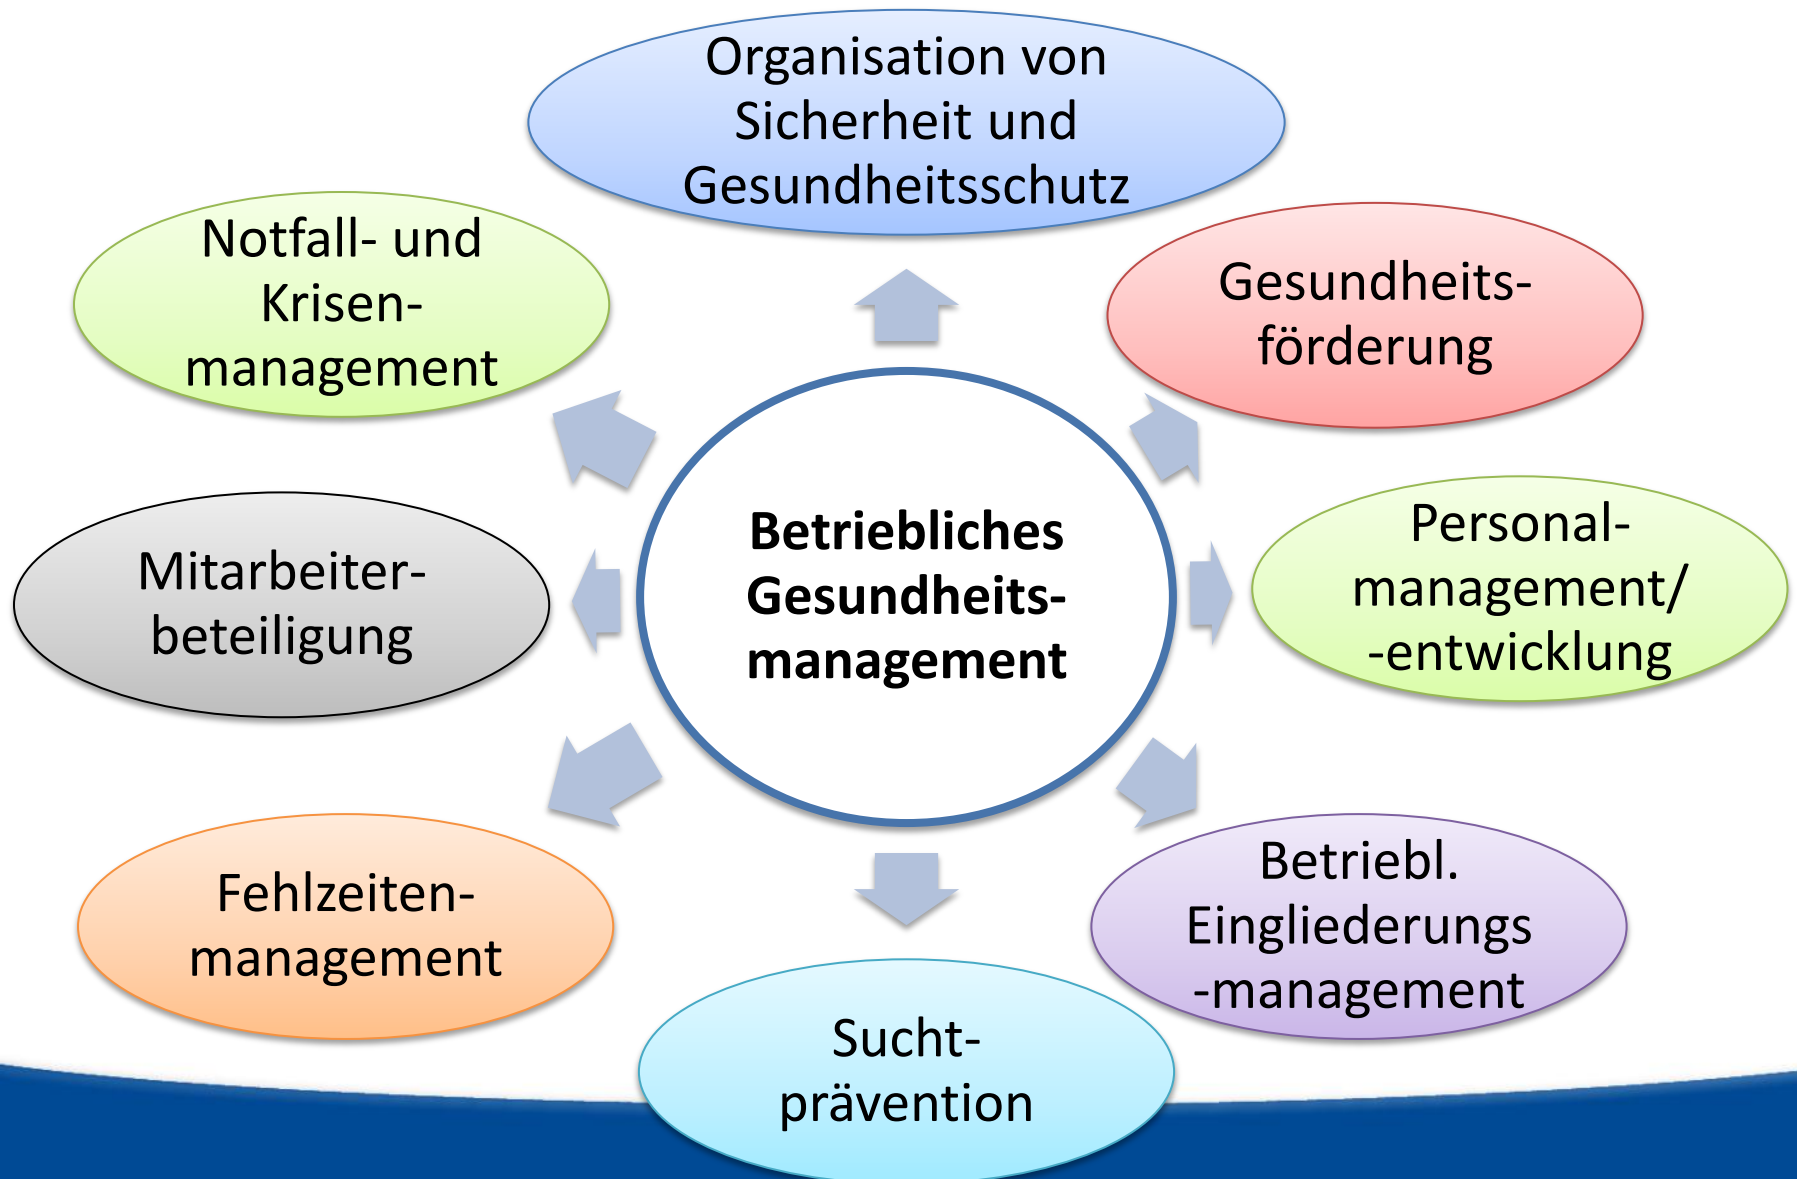 Organisation von
Sicherheit und
Gesundheitsschutz
Notfall- und
Krisen-
management
Gesundheits-
förderung
Betriebliches
Gesundheits-
management
Personal-
management/
-entwicklung
Mitarbeiter-
beteiligung
Fehlzeiten-
management
Betriebl.
Eingliederungs
-management
Sucht-
prävention